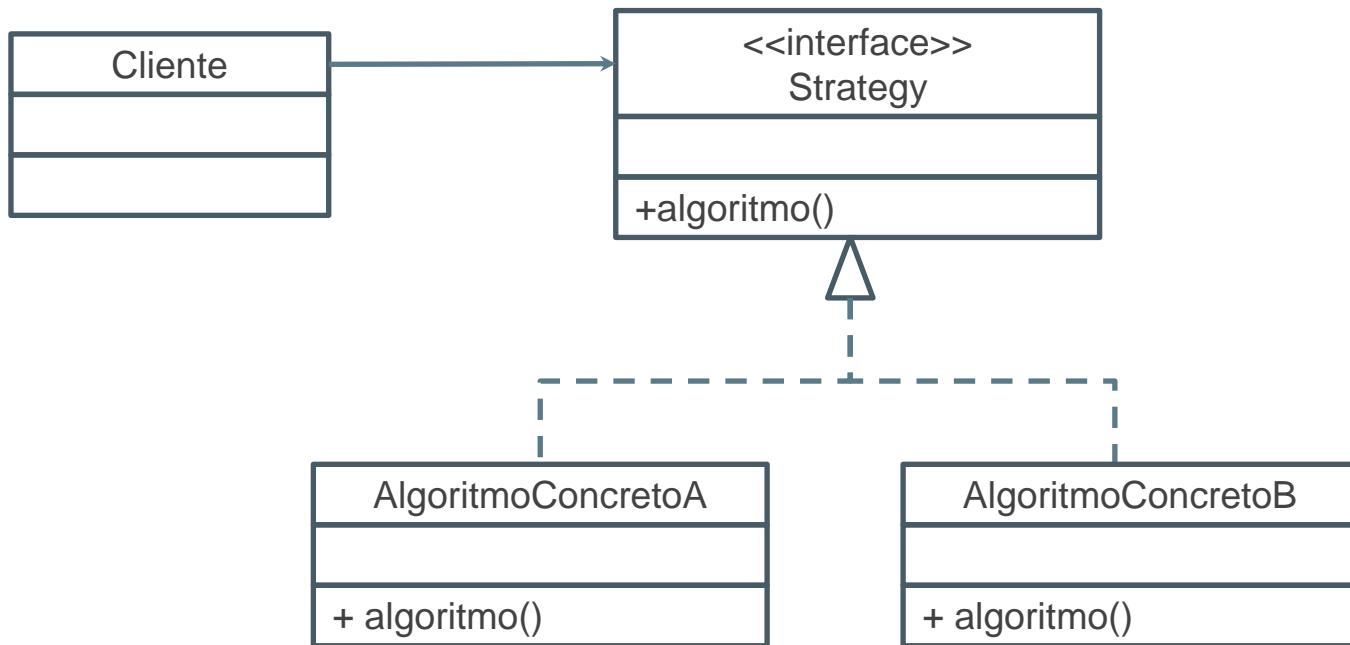 Cliente
<<interface>>
Strategy
+algoritmo()
AlgoritmoConcretoA
+ algoritmo()
AlgoritmoConcretoB
+ algoritmo()